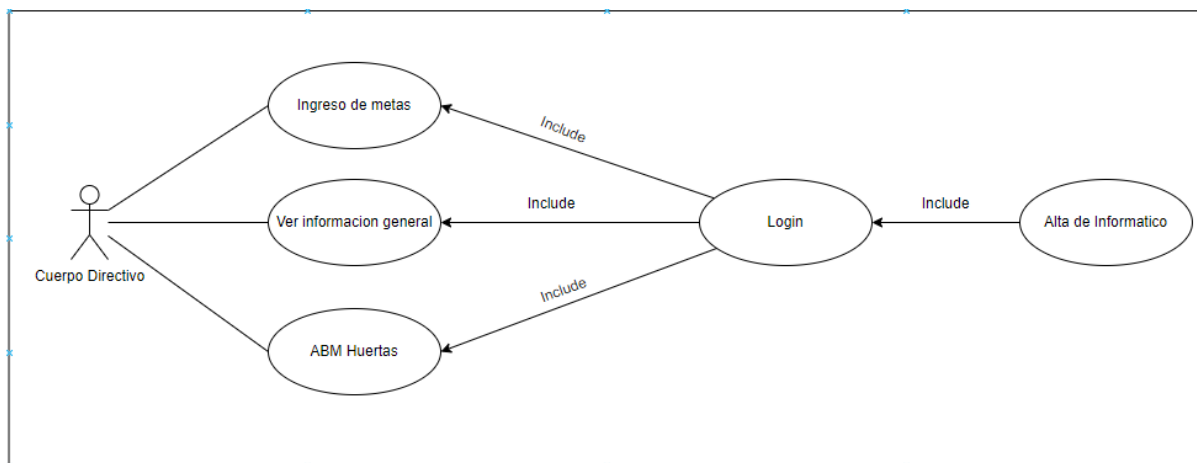 Ingreso de metas
Include
Ver informacion general
Include
Login
Include
Alta de Informatico
Cuerpo Directivo
Include
ABM Huertas